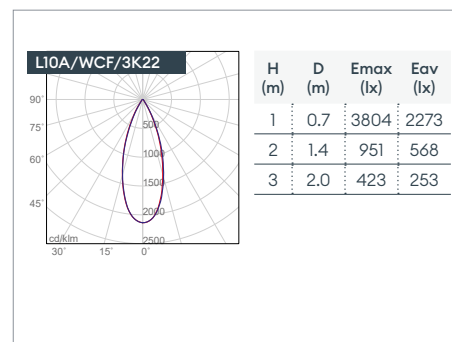 L10A/WCF/3K22
90°
75°
60°
45°
30°
15°
0°
500
1000
1500
2000
2500
cd/klm
H D Emax Eav
(m) (m) (lx) (lx)
1 0.7 3804 2273
2 1.4 951 568
3 2.0 423 253